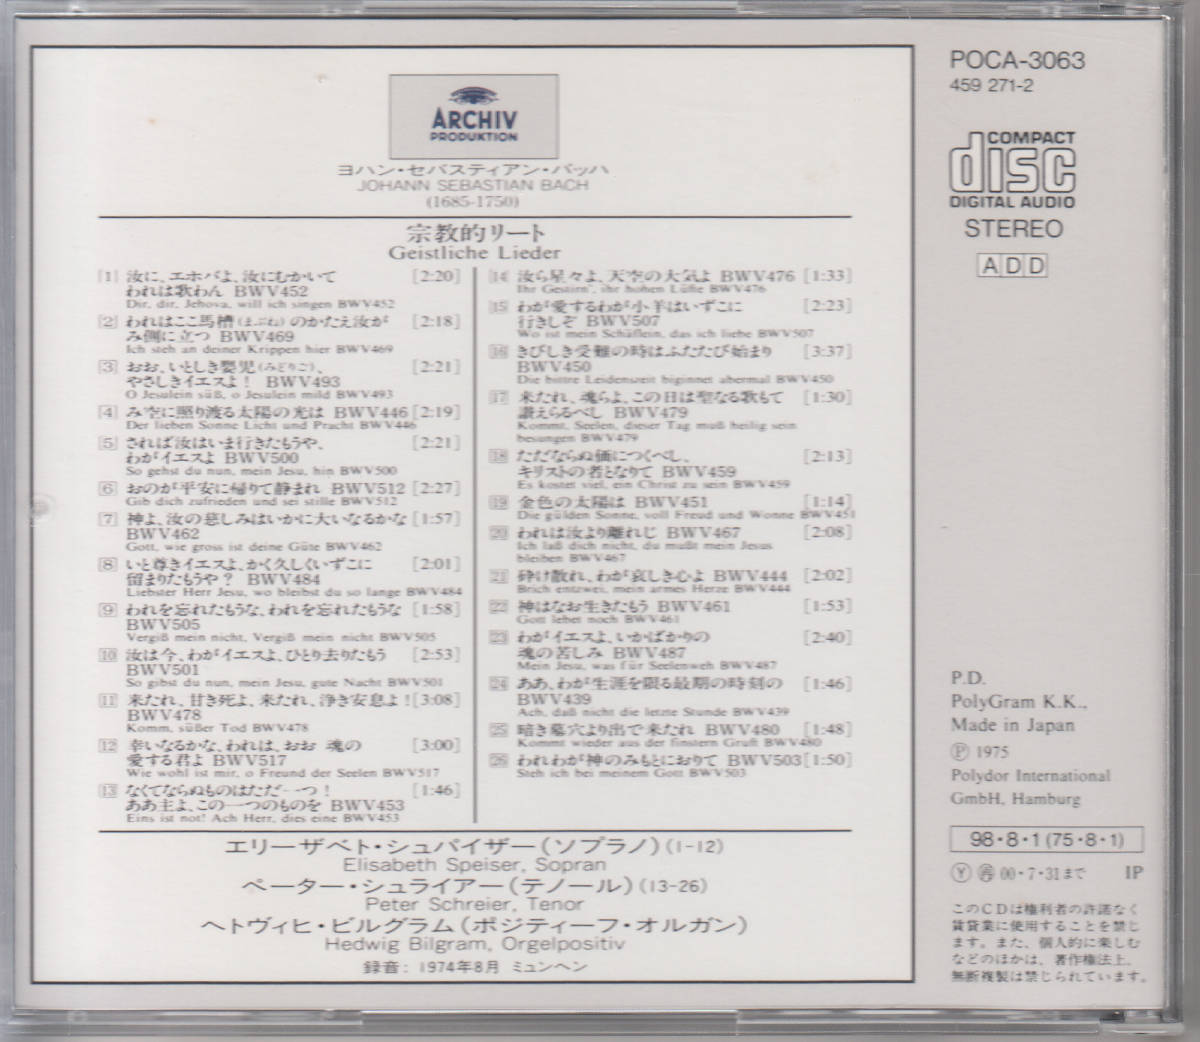 ARCHIV
PRODUKTION
ヨハン・セバスティアン・バッハ
JOHANN SEBASTIAN BACH
(1685-1750)
宗教的リート
Geistliche Lieder
1 汝に、エホバよ、汝にむかいて [2:20]
われは歌わん BWV452
Dir, dir, Jehova, will ich singen BWV452
2 われはここ馬槽(まぶね)のかたえ汝が [2:18]
み側に立つ BWV469
Ich steh an deiner Krippen hier BWV469
3 おお、いとしき嬰児(みどりご)、 [2:21]
やさしきイエスよ! BWV493
O Jesulein süß, o Jesulein mild BWV493
4 み空に照り渡る太陽の光は BWV446 [2:19]
Der lieben Sonne Licht und Pracht BWV446
5 されば汝はいま行きたもうや、 [2:21]
わがイエスよ BWV500
So gehst du nun, mein Jesu, hin BWV500
6 おのが平安に帰りて静まれ BWV512 [2:27]
Gib dich zufrieden und sei stille BWV512
7 神よ、汝の慈しみはいかに大いなるかな [1:57]
BWV462
Gott, wie gross ist deine Güte BWV462
8 いと尊きイエスよ、かく久しくいずこに [2:01]
留まりたもうや? BWV484
Liebster Herr Jesu, wo bleibst du so lange BWV484
9 われを忘れたもうな、われを忘れたもうな [1:58]
BWV505
Vergiß mein nicht, Vergiß mein nicht BWV505
10 汝は今、わがイエスよ、ひとり去りたもう [2:53]
BWV501
So gibst du nun, mein Jesu, gute Nacht BWV501
11 来たれ、甘き死よ、来たれ、浄き安息よ! [3:08]
BWV478
Komm, süßer Tod BWV478
12 幸いなるかな、われは、おお 魂の [3:00]
愛する君よ BWV517
Wie wohl ist mir, o Freund der Seelen BWV517
13 なくてならぬものはただ一つ! [1:46]
ああ主よ、この一つのものを BWV453
Eins ist not! Ach Herr, dies eine BWV453
14 汝ら星々よ、天空の大気よ BWV476 [1:33]
Ihr Gestirn', ihr hohen Lüfte BWV476
15 わが愛するわが小羊はいずこに [2:23]
行きしぞ BWV507
Wo ist mein Schäflein, das ich liebe BWV507
16 きびしき受難の時はふたたび始まり [3:37]
BWV450
Die bittre Leidenszeit biginnet abermal BWV450
17 来たれ、魂らよ、この日は聖なる歌もて [1:30]
讃えらるべし BWV479
Kommt, Seelen, dieser Tag muß heilig sein
besungen BWV479
18 ただならぬ価につくべし、 [2:13]
キリストの者となりて BWV459
Es kostet viel, ein Christ zu sein BWV459
19 金色の太陽は BWV451 [1:14]
Die gülden Sonne, voll Freud und Wonne BWV451
20 われは汝より離れじ BWV467 [2:08]
Ich laß dich nicht, du mußt mein Jesus
bleiben BWV467
21 砕け散れ、わが哀しき心よ BWV444 [2:02]
Brich entzwei, mein armes Herze BWV444
22 神はなお生きたもう BWV461 [1:53]
Gott lebet noch BWV461
23 わがイエスよ、いかばかりの [2:40]
魂の苦しみ BWV487
Mein Jesu, was für Seelenweh BWV487
24 ああ、わが生涯を限る最期の時刻の [1:46]
BWV439
Ach, daß nicht die letzte Stunde BWV439
25 暗き墓穴より出で来たれ BWV480 [1:48]
Kommt wieder aus der finstern Gruft BWV480
26 われわが神のみもとにおりて BWV503 [1:50]
Steh ich bei meinem Gott BWV503
エリーザベト・シュパイザー(ソプラノ)(1-12)
Elisabeth Speiser, Sopran
ペーター・シュライアー(テノール)(13-26)
Peter Schreier, Tenor
ヘトヴィヒ・ビルグラム(ポジティーフ・オルガン)
Hedwig Bilgram, Orgelpositiv
録音: 1974年8月 ミュンヘン
POCA-3063
459 271-2
COMPACT
disc
DIGITAL AUDIO
STEREO
ADD
P.D.
PolyGram K.K.,
Made in Japan
Ⓟ 1975
Polydor International
GmbH, Hamburg
98・8・1(75・8・1)
Ⓨ 再 00・7・31まで IP
このCDは権利者の許諾なく
賃貸業に使用することを禁じ
ます。また、個人的に楽しむ
などのほかは、著作権法上、
無断複製は禁じられています。